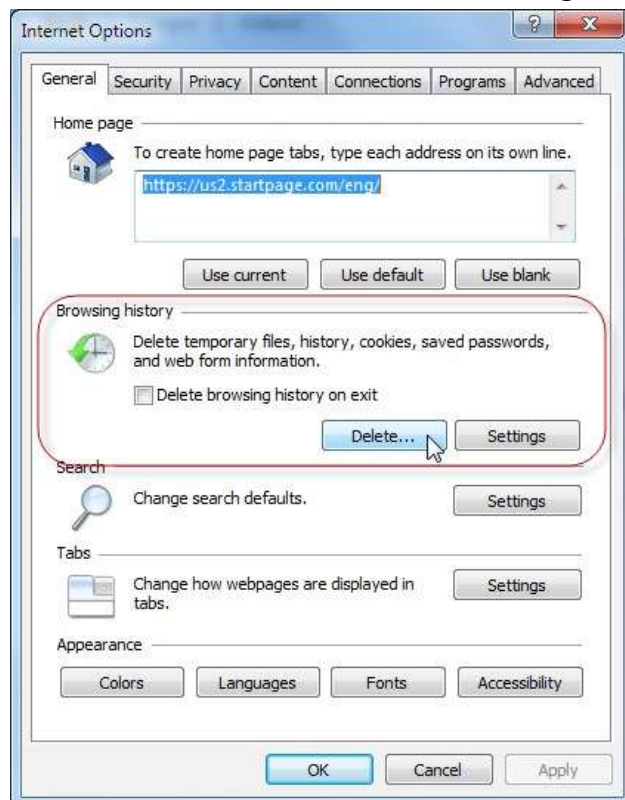 Internet Options
?
X
General Security Privacy Content Connections Programs Advanced
Home page
To create home page tabs, type each address on its own line.
https://us2.startpage.com/eng/
Use current Use default Use blank
Browsing history
Delete temporary files, history, cookies, saved passwords,
and web form information.
Delete browsing history on exit
Delete... Settings
Search
Change search defaults. Settings
Tabs
Change how webpages are displayed in
tabs.
Settings
Appearance
Colors Languages Fonts Accessibility
OK Cancel Apply